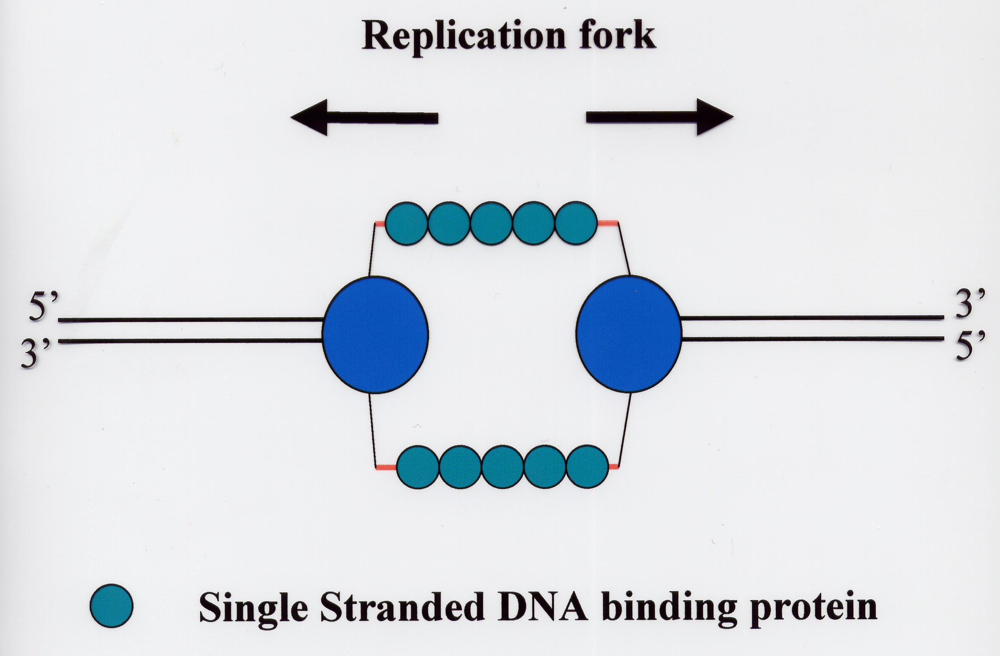 Replication fork
5’ 3’
3’ 5’
Single Stranded DNA binding protein